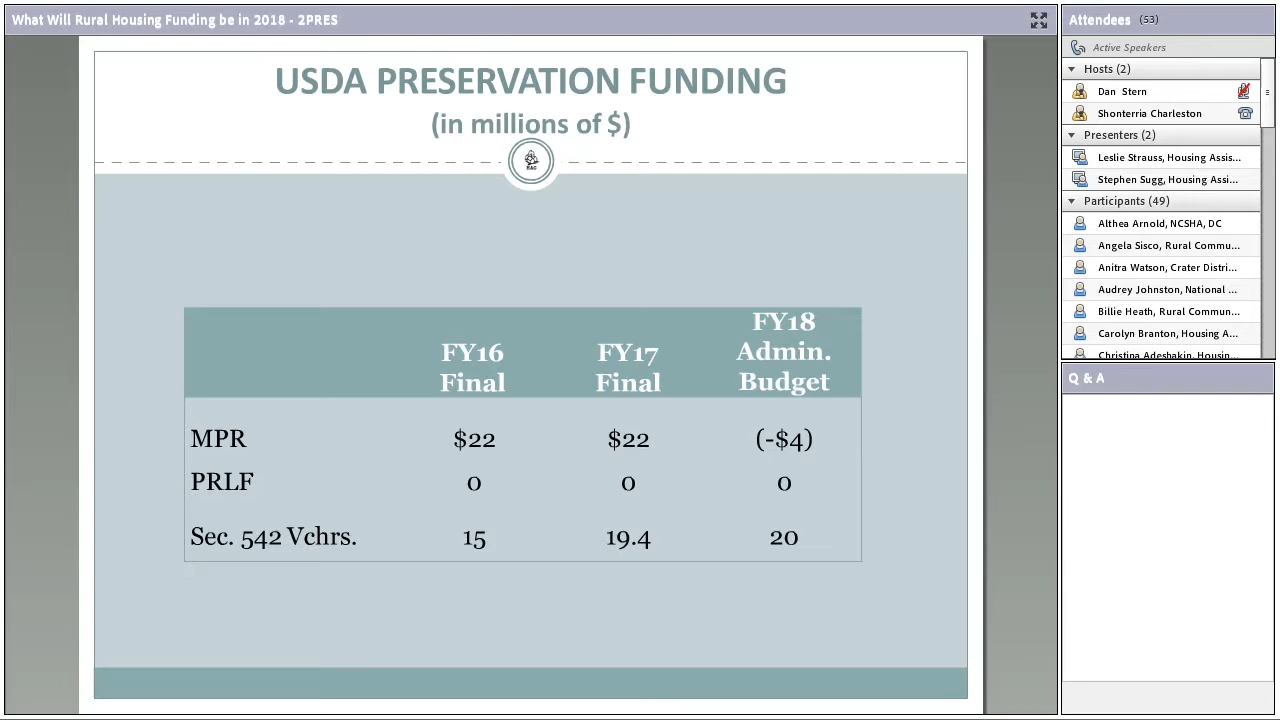 What Will Rural Housing Funding be in 2018 - 2PRES
USDA PRESERVATION FUNDING
(in millions of $)
FY16 Final
FY17 Final
FY18 Admin. Budget
MPR $22 $22 (-$4)
PRLF 0 0 0
Sec. 542 Vchrs. 15 19.4 20
Attendees (53)
Active Speakers
Hosts (2)
Dan Stern
Shonterria Charleston
Presenters (2)
Leslie Strauss, Housing Assis...
Stephen Sugg, Housing Assi...
Participants (49)
Althea Arnold, NCSHA, DC
Angela Sisco, Rural Commu...
Anitra Watson, Crater Distri...
Audrey Johnston, National ...
Billie Heath, Rural Commun...
Carolyn Branton, Housing A...
Christina Adeshakin, Housin...
Q & A